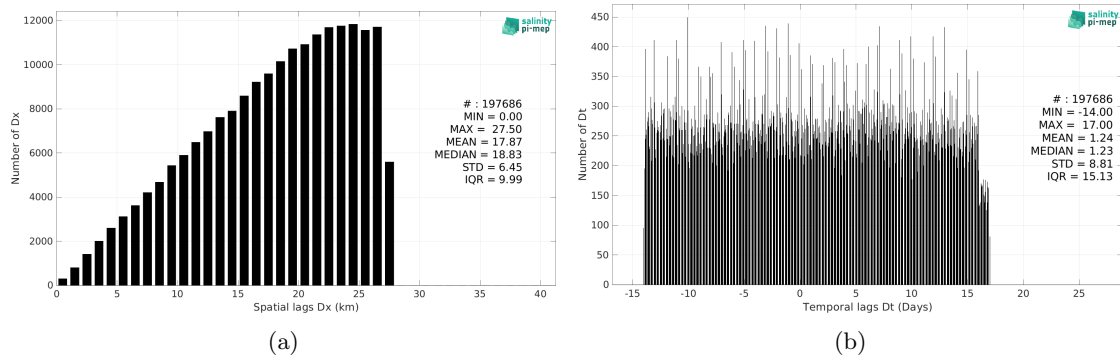 12000
10000
8000
6000
4000
2000
0
Number of Dx
0 5 10 15 20 25 30 35 40
Spatial lags Dx (km)
salinity
pi-mep
# : 197686
MIN = 0.00
MAX = 27.50
MEAN = 17.87
MEDIAN = 18.83
STD = 6.45
IQR = 9.99
(a)
450
400
350
300
250
200
150
100
50
0
Number of Dt
-15 -10 -5 0 5 10 15 20 25
Temporal lags Dt (Days)
salinity
pi-mep
# : 197686
MIN = -14.00
MAX = 17.00
MEAN = 1.24
MEDIAN = 1.23
STD = 8.81
IQR = 15.13
(b)